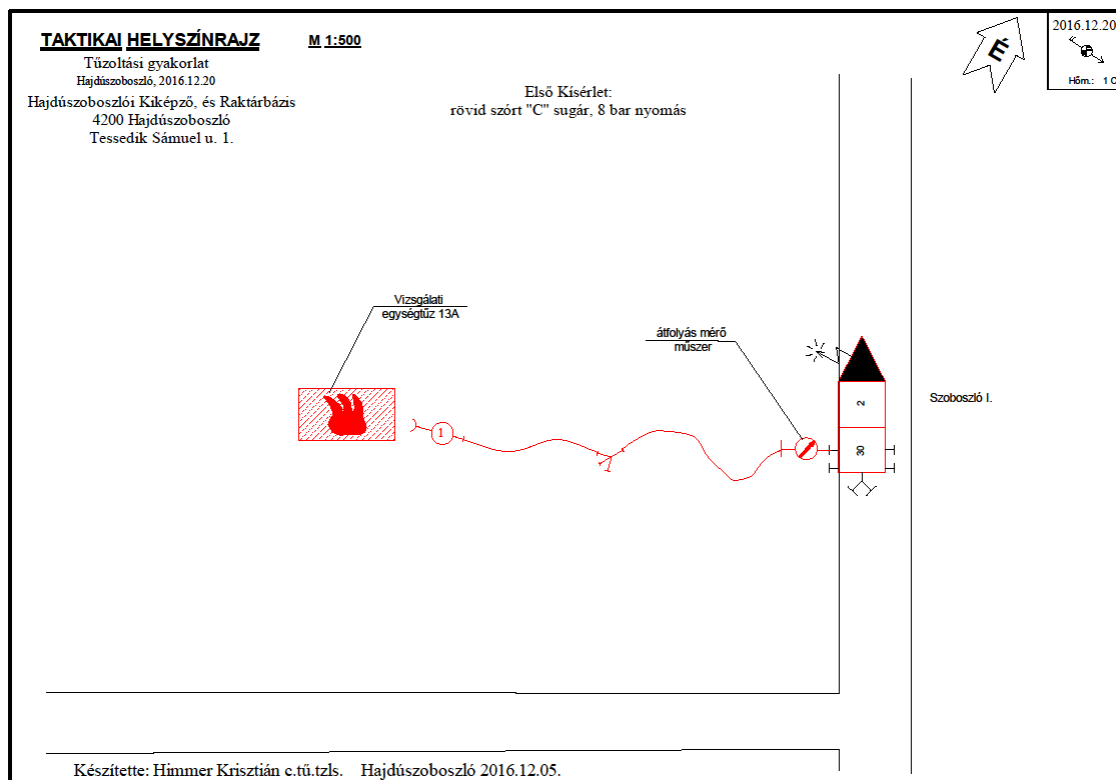 TAKTIKAI HELYSZÍNRAJZ
M 1:500
Tűzoltási gyakorlat
Hajdúszoboszló, 2016.12.20
Hajdúszoboszlói Kiképző, és Raktárbázis
4200 Hajdúszoboszló
Tessedik Sámuel u. 1.
Első Kísérlet:
rövid szórt "C" sugár, 8 bar nyomás
É
2016.12.20
Hőm.: 1 C
Vizsgálati
egységtűz 13A
átfolyás mérő
műszer
1
2
30
Szoboszló I.
Készítette: Himmer Krisztián c.tű.tzls. Hajdúszoboszló 2016.12.05.